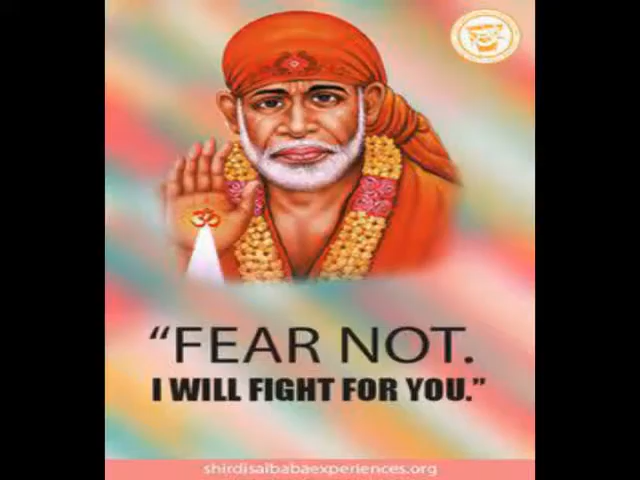 ॐ
“FEAR NOT.
I WILL FIGHT FOR YOU.”
shirdisaibabaexperiences.org